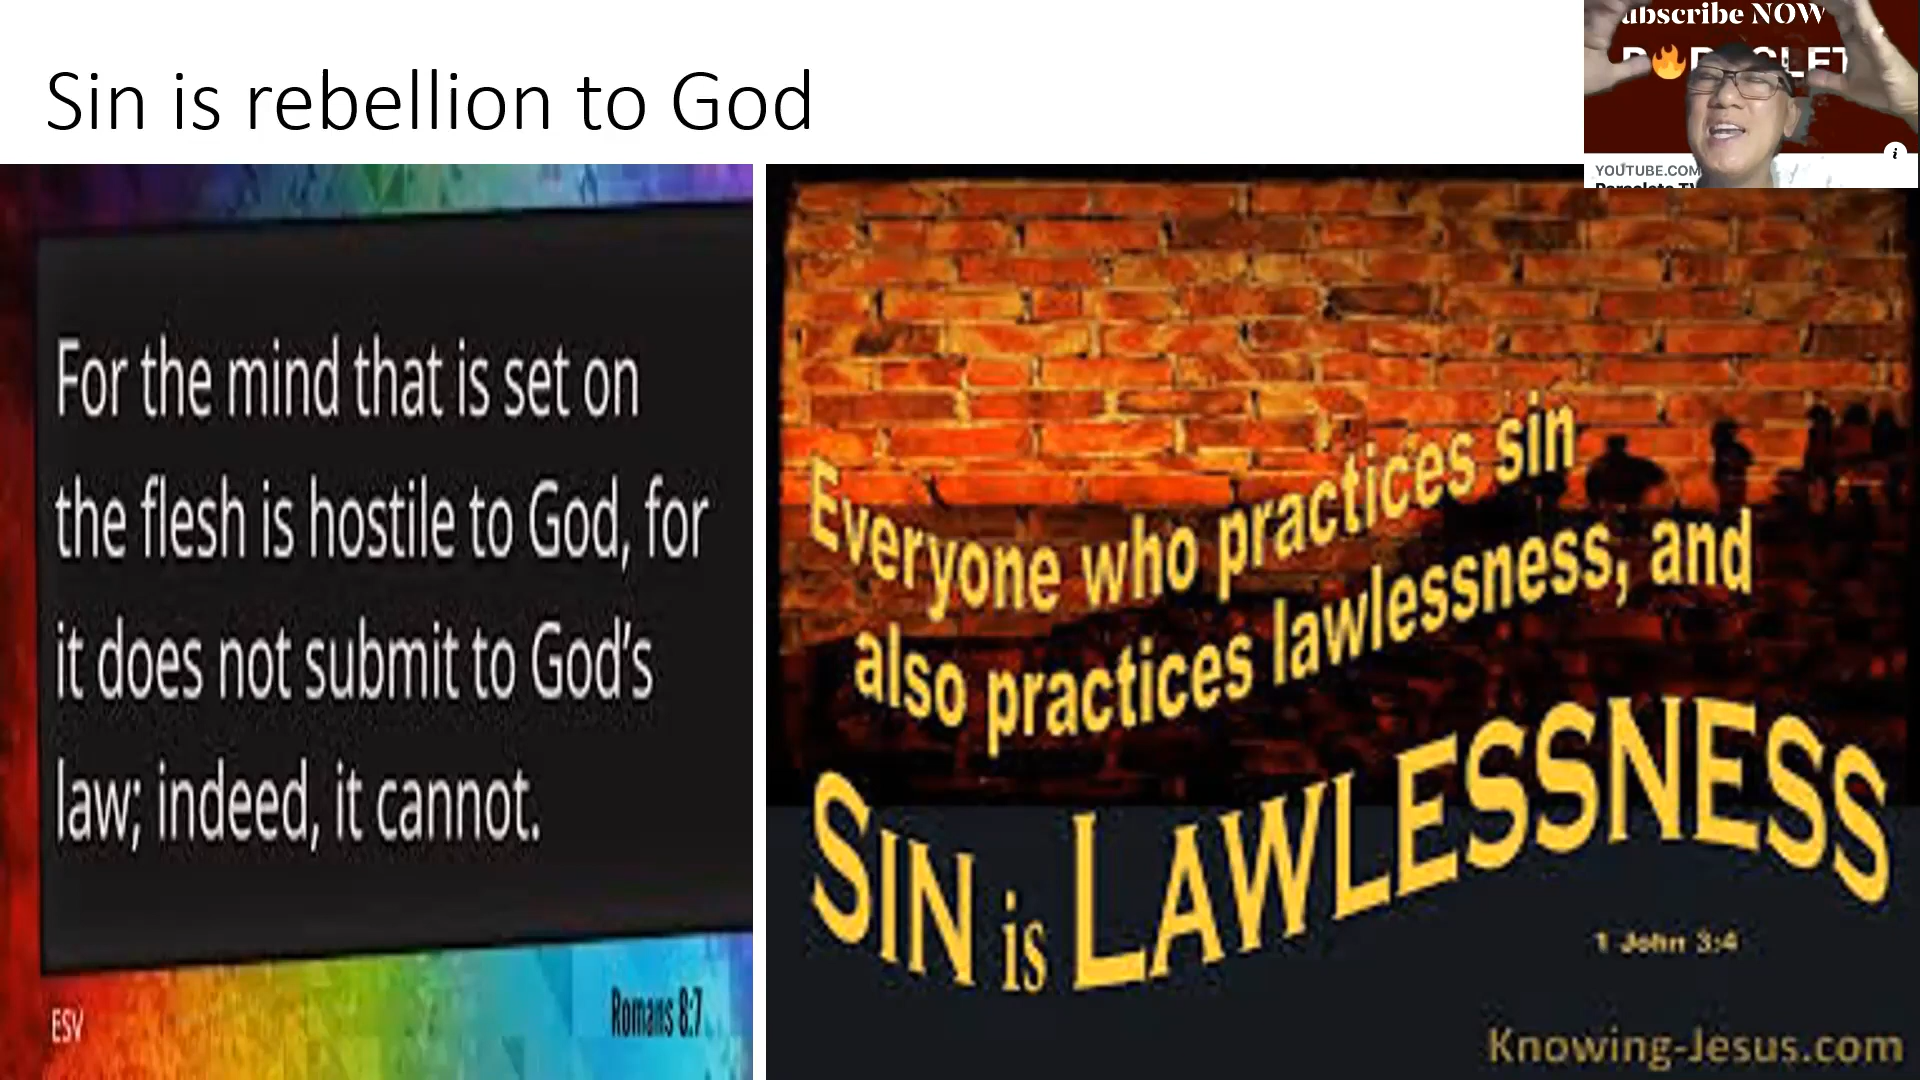 Sin is rebellion to God
ubscribe NOW
YOUTUBE.COM
For the mind that is set on
the flesh is hostile to God, for
it does not submit to God's
law; indeed, it cannot.
ESV
Romans 8:7
Everyone who practices sin
also practices lawlessness, and
SIN is LAWLESSNESS
1 John 3:4
Knowing-Jesus.com